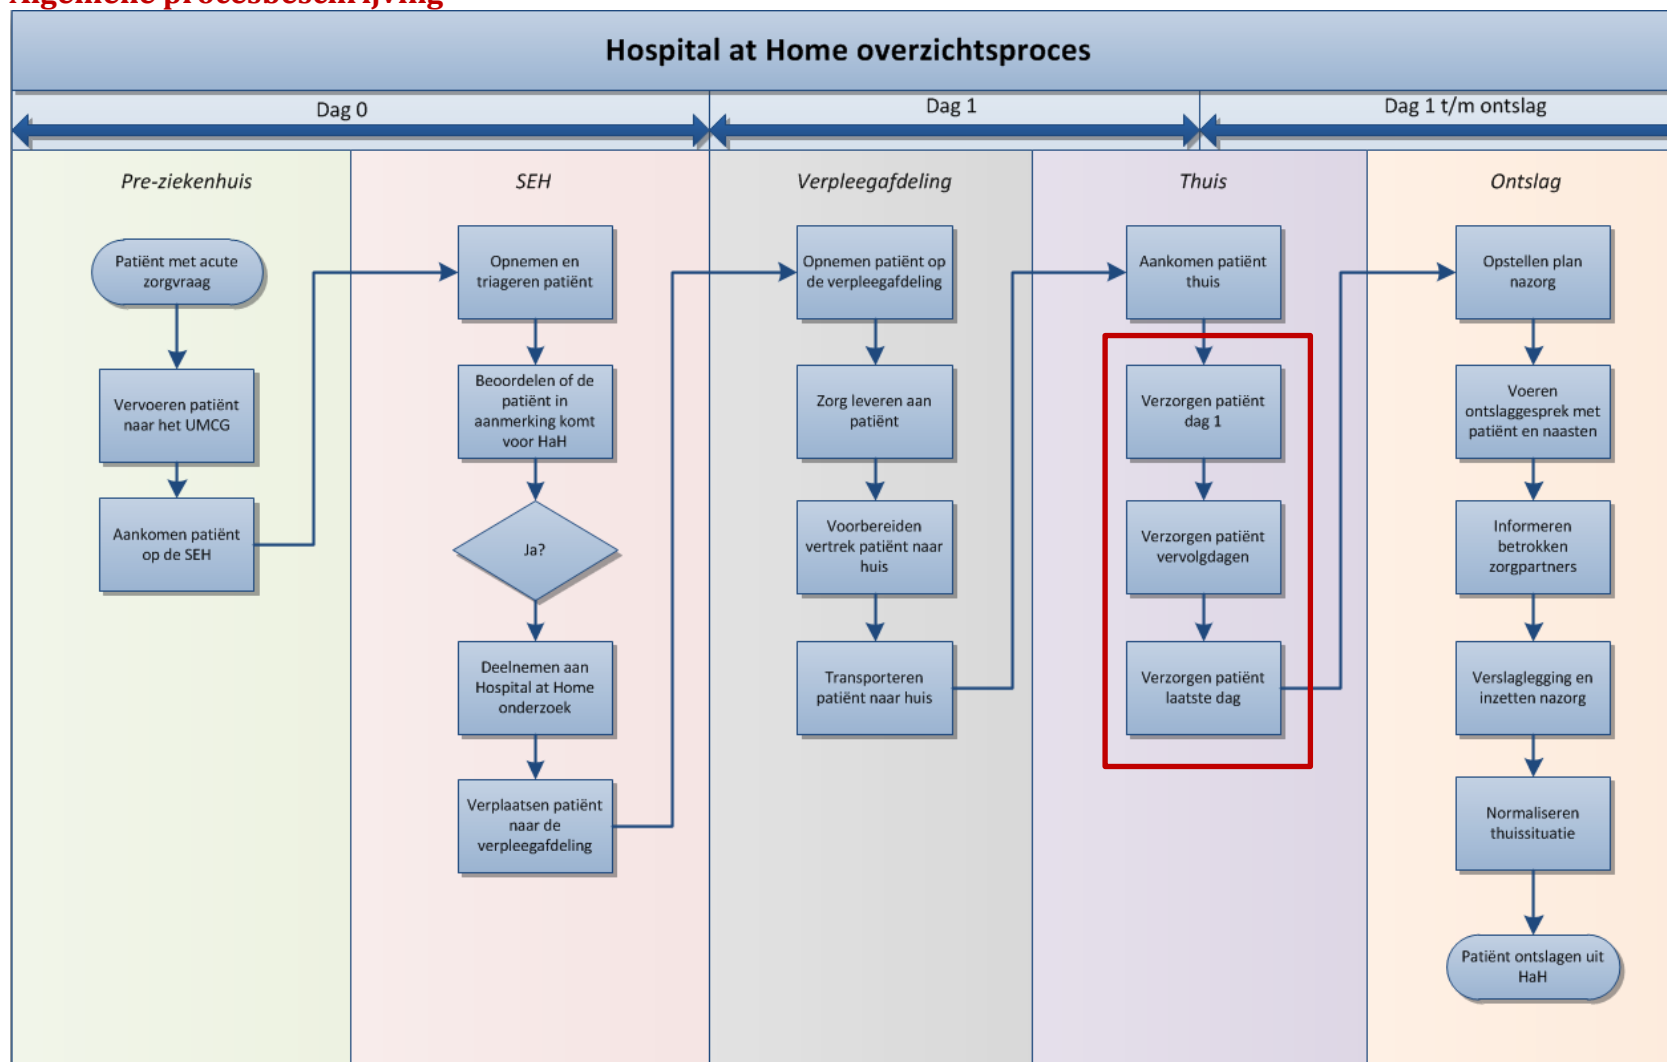 Algemene procesbeschrijving
Hospital at Home overzichtsproces
Dag 0
Dag 1
Dag 1 t/m ontslag
Pre-ziekenhuis
Patiënt met acute
zorgvraag
Vervoeren patiënt
naar het UMCG
Aankomen patiënt
op de SEH
SEH
Opnemen en
triageren patiënt
Beoordelen of de
patiënt in
aanmerking komt
voor HaH
Ja?
Deelnemen aan
Hospital at Home
onderzoek
Verplaatsen patiënt
naar de
verpleegafdeling
Verpleegafdeling
Opnemen patiënt op
de verpleegafdeling
Zorg leveren aan
patiënt
Voorbereiden
vertrek patiënt naar
huis
Transporteren
patiënt naar huis
Thuis
Aankomen patiënt
thuis
Verzorgen patiënt
dag 1
Verzorgen patiënt
vervolgdagen
Verzorgen patiënt
laatste dag
Ontslag
Opstellen plan
nazorg
Voeren
ontslaggesprek met
patiënt en naasten
Informeren
betrokken
zorgpartners
Verslaglegging en
inzetten nazorg
Normaliseren
thuissituatie
Patiënt ontslagen uit
HaH